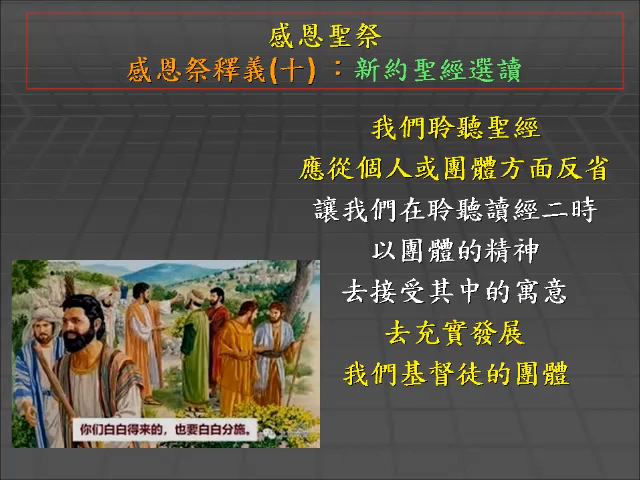 感恩聖祭
感恩祭釋義(十) ：新約聖經選讀
我們聆聽聖經
應從個人或團體方面反省
讓我們在聆聽讀經二時
以團體的精神
去接受其中的寓意
去充實發展
我們基督徒的團體
你们白白得来的，也要白白分施。